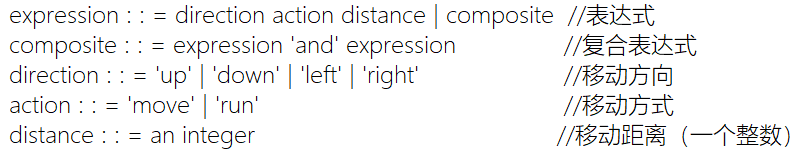 expression : : = direction action distance | composite  //表达式
composite : : = expression 'and' expression  //复合表达式
direction : : = 'up' | 'down' | 'left' | 'right'  //移动方向
action : : = 'move' | 'run'  //移动方式
distance : : = an integer  //移动距离（一个整数）